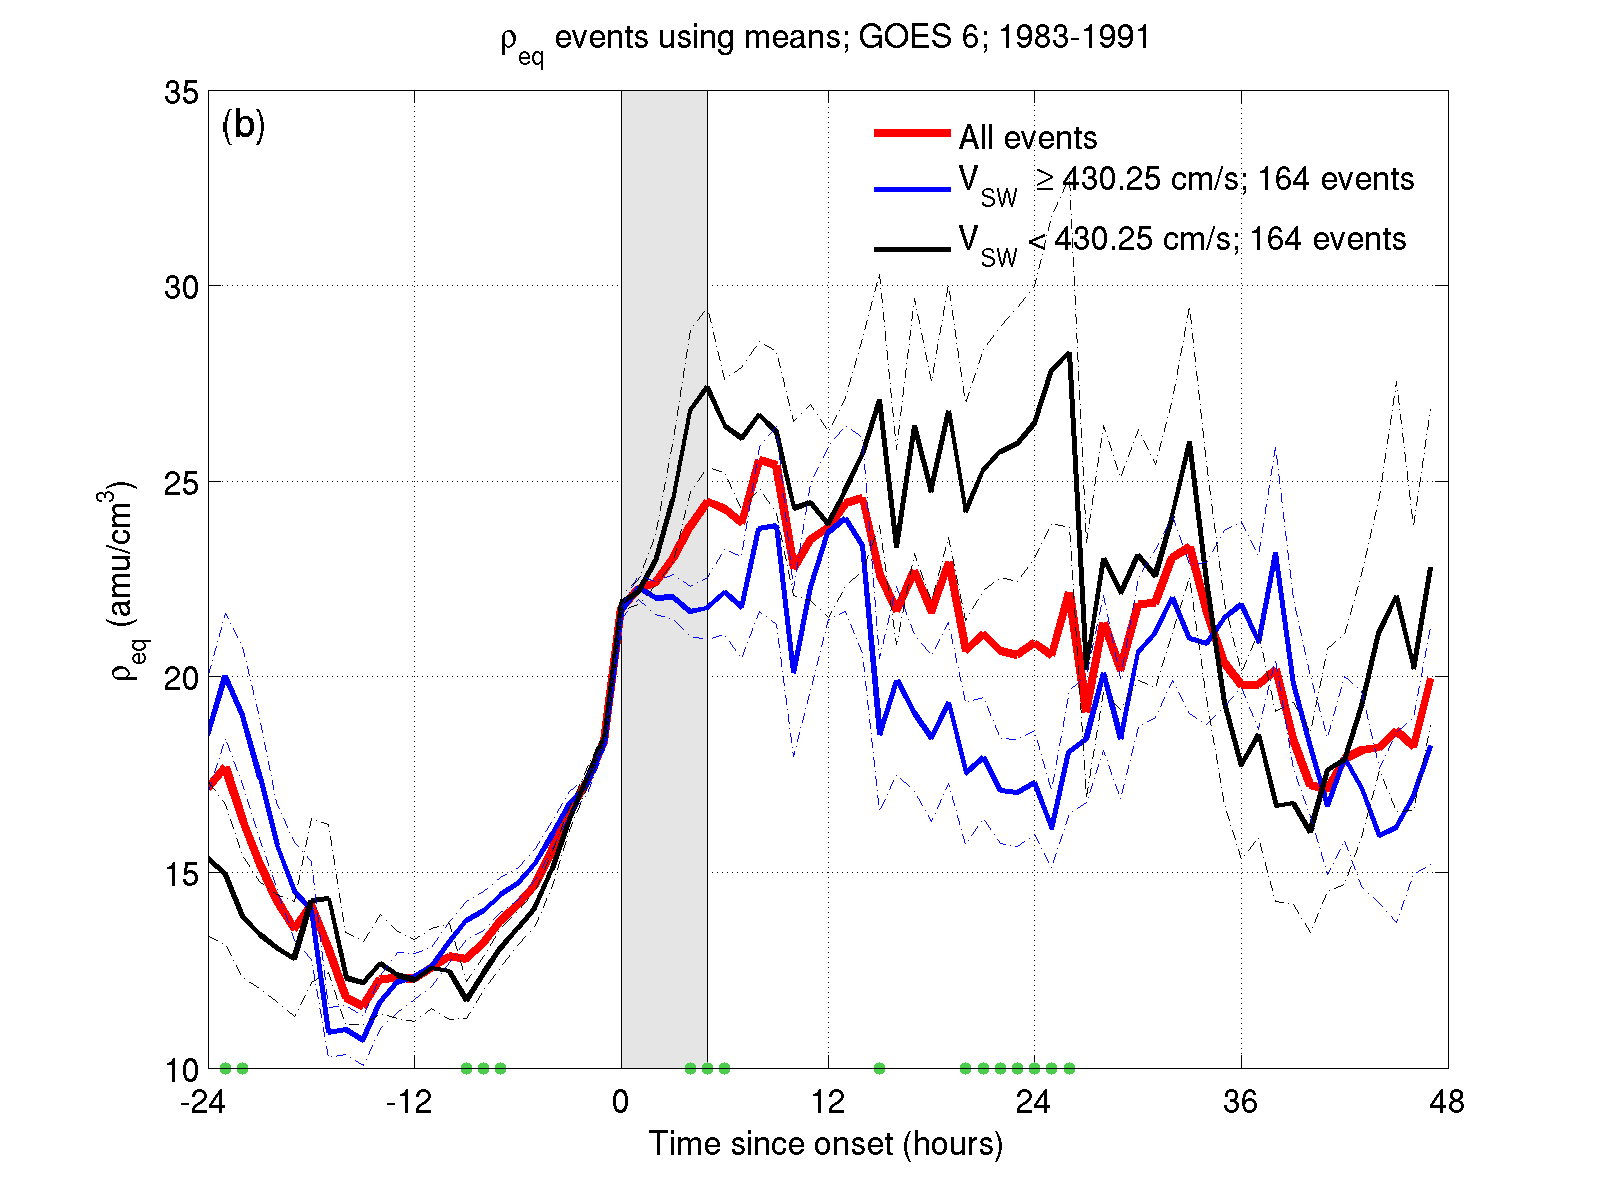 ρeq events using means; GOES 6; 1983-1991
(b)
All events
VSW ≥ 430.25 cm/s; 164 events
VSW < 430.25 cm/s; 164 events
35
30
25
20
15
10
ρeq (amu/cm³)
-24 -12 0 12 24 36 48
Time since onset (hours)